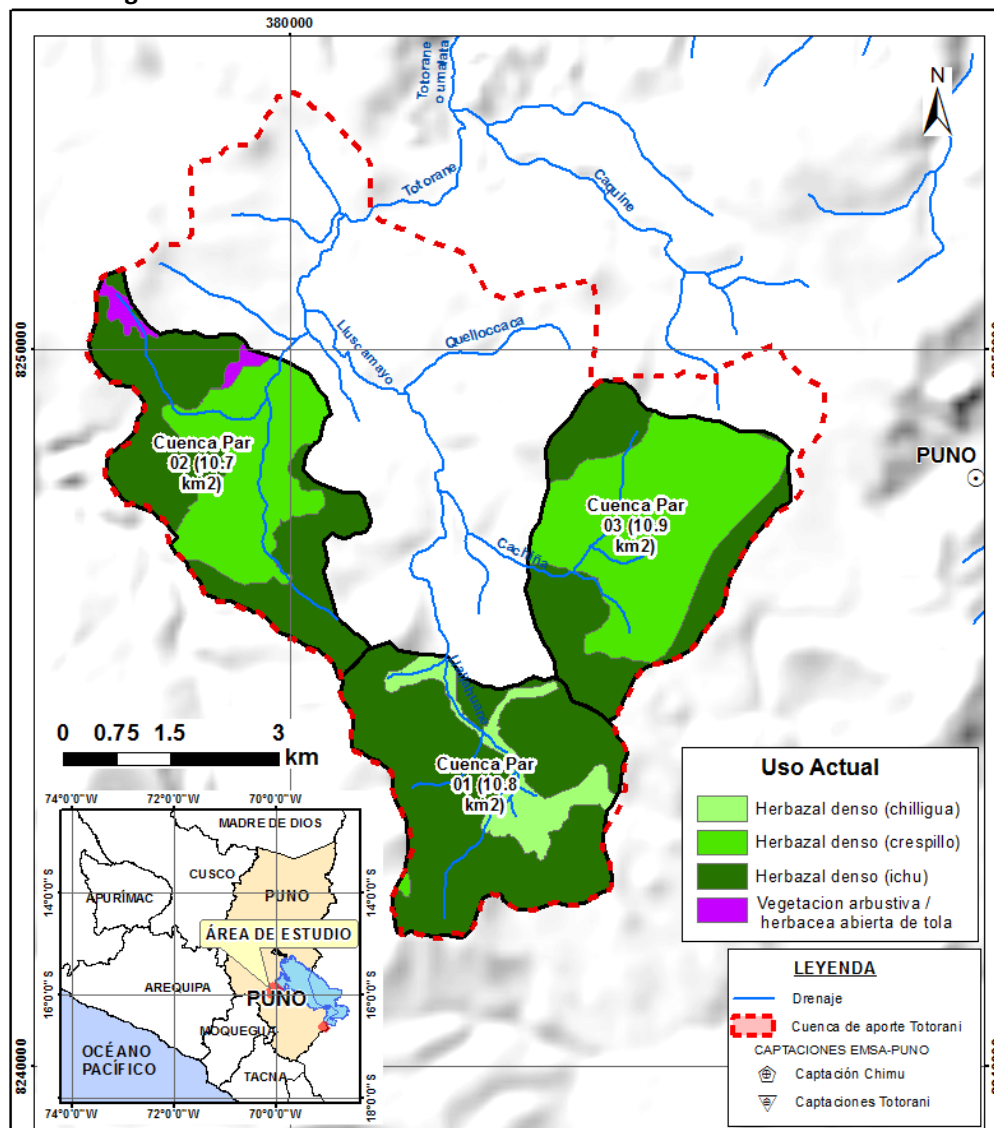 380000
N
8250000
Totorane
o umalata
Totorane
Caquine
Lluscamayo
Quelloccaca
Cuenca Par
02 (10.7
km2)
Cuenca Par
03 (10.9
km2)
PUNO
Cachiña
Cuenca Par
01 (10.8
km2)
0 0.75 1.5 3
km
Uso Actual
Herbazal denso (chilligua)
Herbazal denso (crespillo)
Herbazal denso (ichu)
Vegetacion arbustiva /
herbacea abierta de tola
LEYENDA
Drenaje
Cuenca de aporte Totorani
CAPTACIONES EMSA-PUNO
Captación Chimu
Captaciones Totorani
74°0'0"W 72°0'0"W 70°0'0"W
MADRE DE DIOS
CUSCO
PUNO
APURÍMAC
ÁREA DE ESTUDIO
AREQUIPA
PUNO
MOQUEGUA
OCÉANO
PACÍFICO
TACNA
14°0'0"S
16°0'0"S
18°0'0"S
14°0'0"S
16°0'0"S
74°0'0"W 72°0'0"W 70°0'0"W
8240000